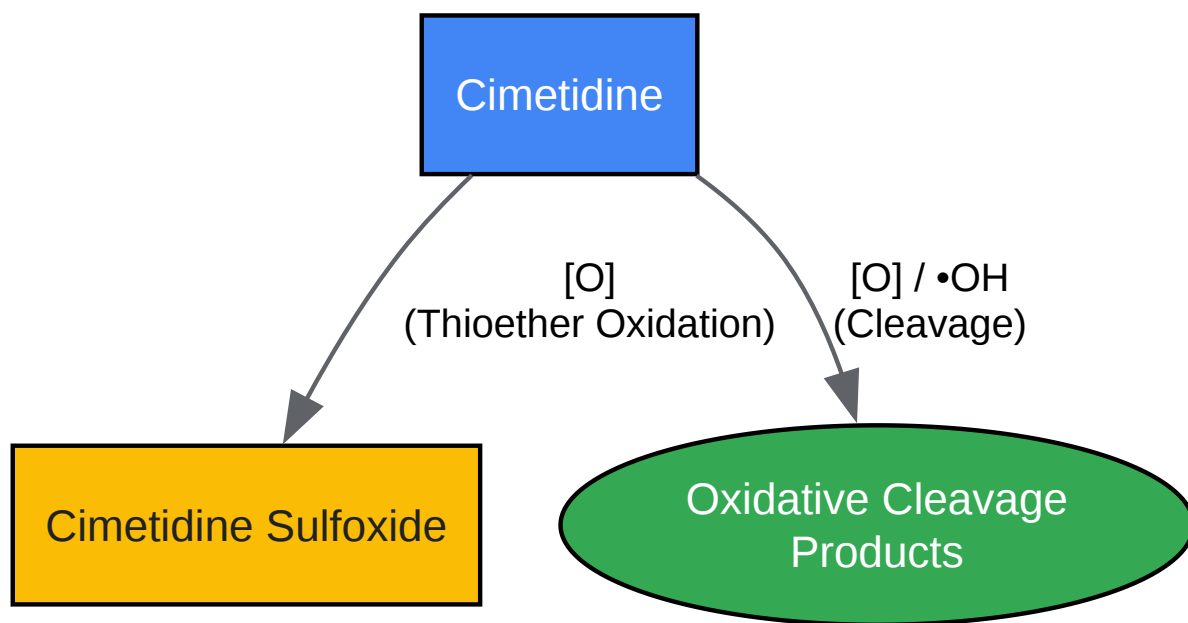 Cimetidine
[O]
(Thioether Oxidation)
[O] / •OH
(Cleavage)
Cimetidine Sulfoxide
Oxidative Cleavage
Products